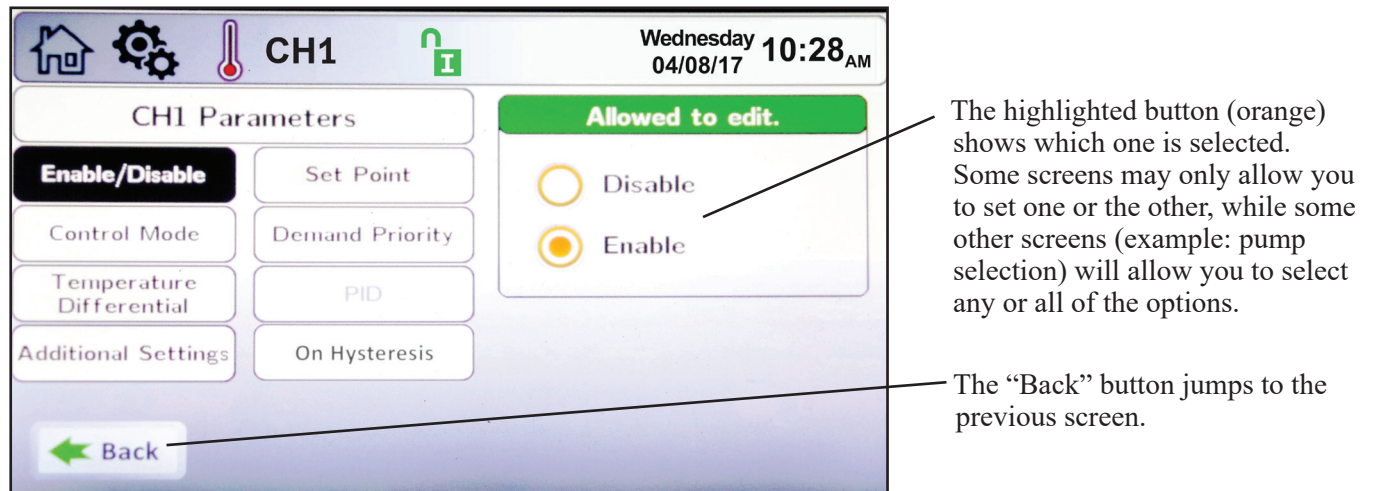 CH1
I
Wednesday
04/08/17
10:28AM
CH1 Parameters
Enable/Disable
Set Point
Control Mode
Demand Priority
Temperature
Differential
PID
Additional Settings
On Hysteresis
Back
Allowed to edit.
Disable
Enable
The highlighted button (orange)
shows which one is selected.
Some screens may only allow you
to set one or the other, while some
other screens (example: pump
selection) will allow you to select
any or all of the options.
The “Back” button jumps to the
previous screen.